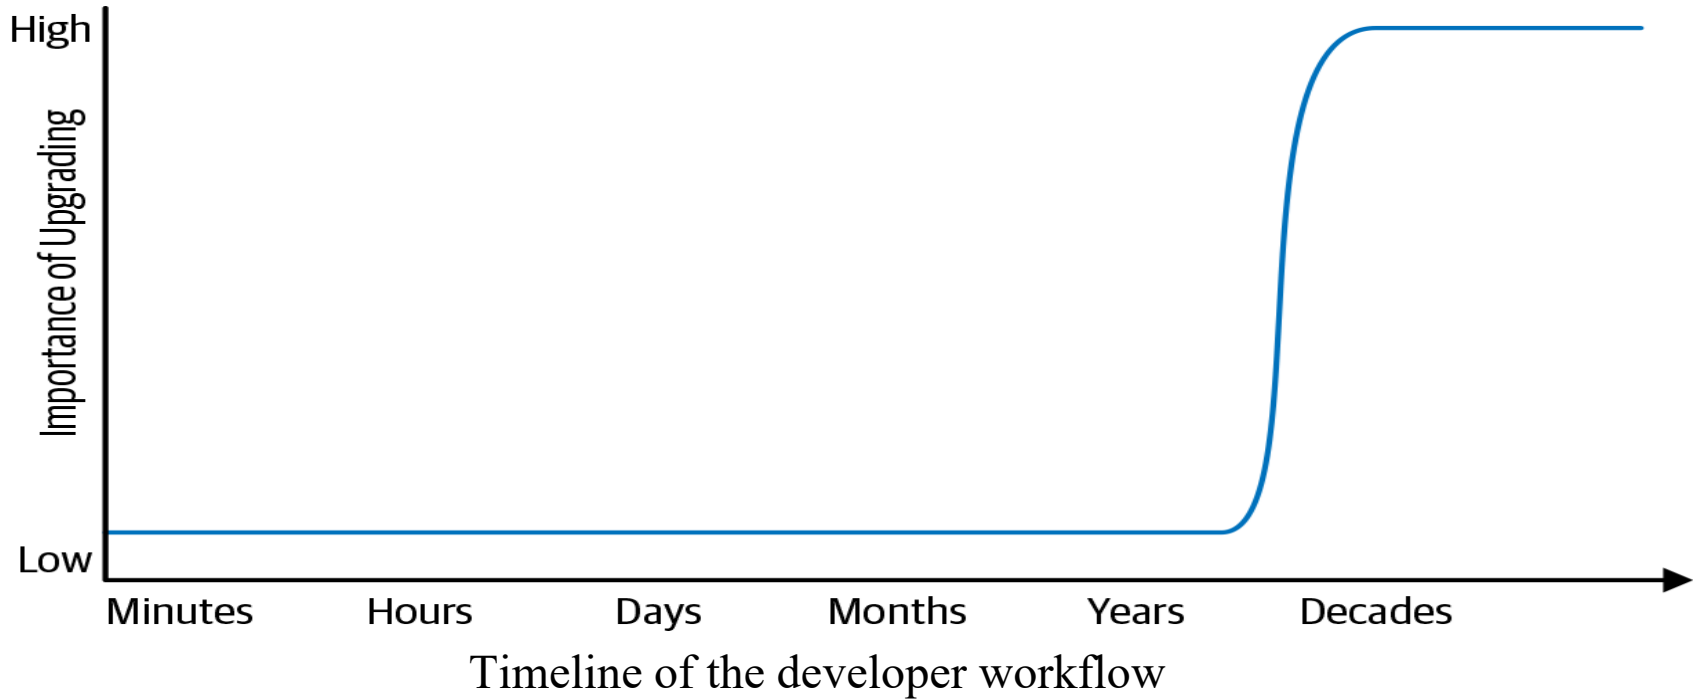 High
Importance of Upgrading
Low
Minutes Hours Days Months Years Decades
Timeline of the developer workflow